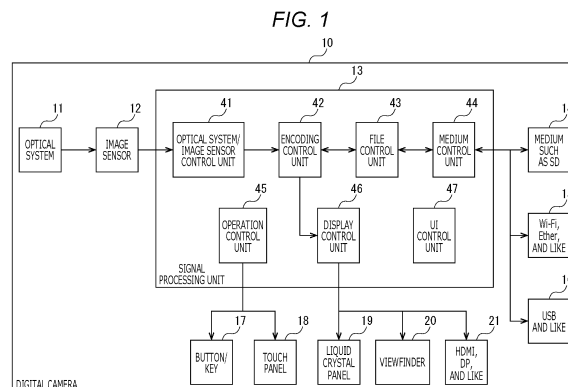 FIG. 1
10
13
11
12
41
42
43
44
OPTICAL
SYSTEM
IMAGE
SENSOR
OPTICAL SYSTEM/
IMAGE SENSOR
CONTROL UNIT
ENCODING
CONTROL
UNIT
FILE
CONTROL
UNIT
MEDIUM
CONTROL
UNIT
MEDIUM
SUCH
AS SD
45
46
47
OPERATION
CONTROL
UNIT
DISPLAY
CONTROL
UNIT
UI
CONTROL
UNIT
Wi-Fi,
Ether,
AND LIKE
SIGNAL
PROCESSING UNIT
USB
AND LIKE
17
18
19
20
21
BUTTON/
KEY
TOUCH
PANEL
LIQUID
CRYSTAL
PANEL
VIEWFINDER
HDMI,
DP,
AND LIKE
DIGITAL CAMERA